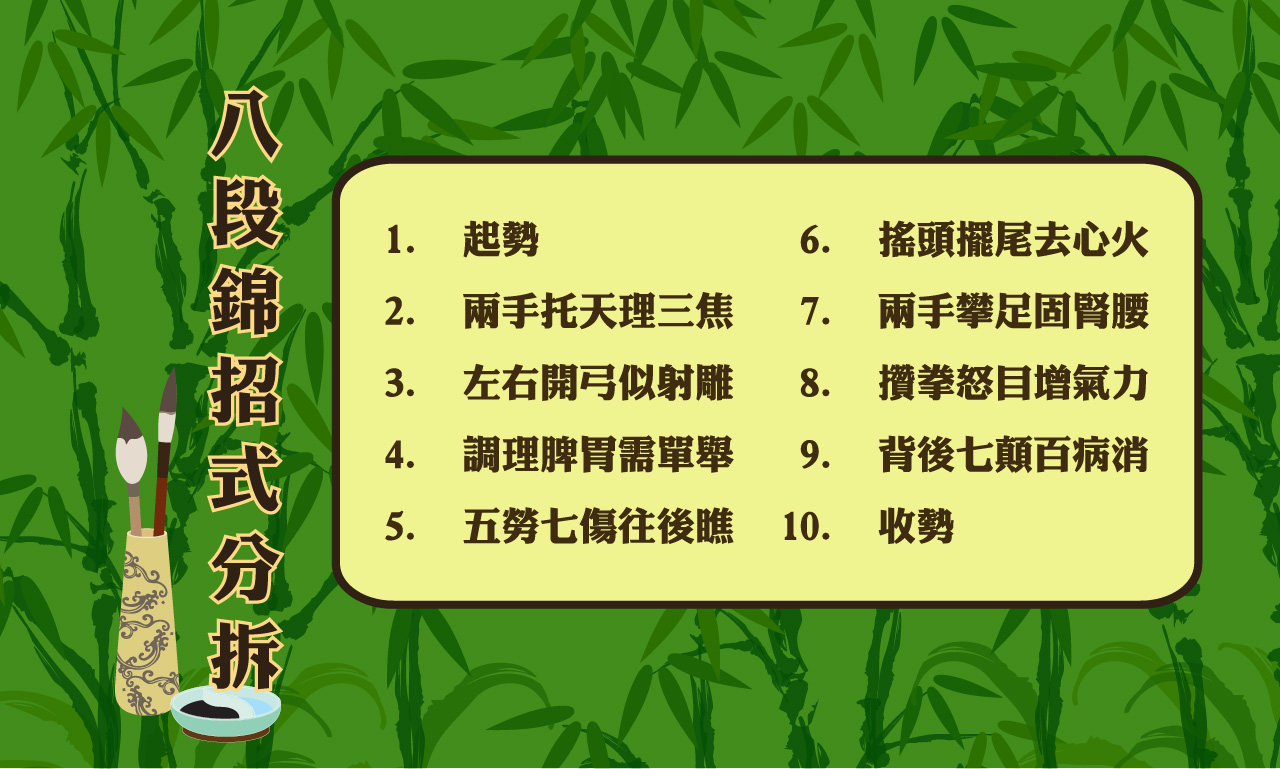 八段錦招式分拆
1. 起勢
2. 兩手托天理三焦
3. 左右開弓似射雕
4. 調理脾胃需單舉
5. 五勞七傷往後瞧
6. 搖頭擺尾去心火
7. 兩手攀足固腎腰
8. 攢拳怒目增氣力
9. 背後七顛百病消
10. 收勢